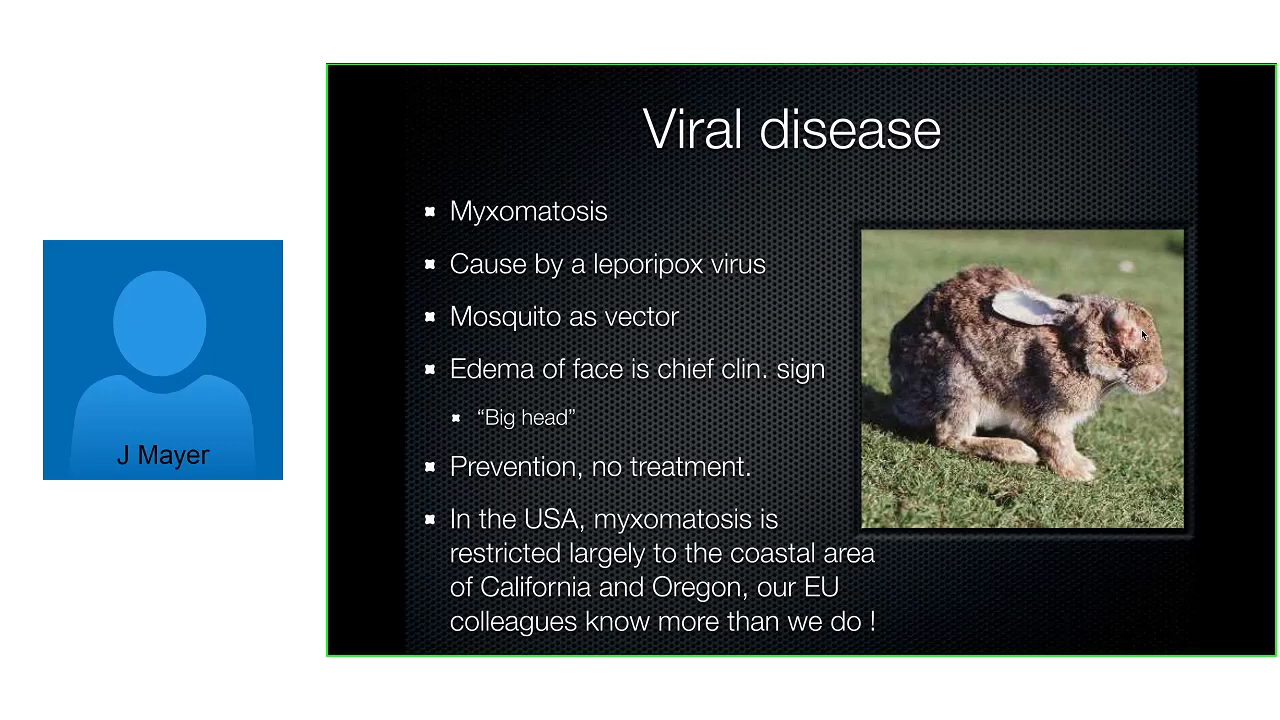 Viral disease
Myxomatosis
Cause by a leporipox virus
Mosquito as vector
Edema of face is chief clin. sign
“Big head”
Prevention, no treatment.
In the USA, myxomatosis is
restricted largely to the coastal area
of California and Oregon, our EU
colleagues know more than we do !
J Mayer